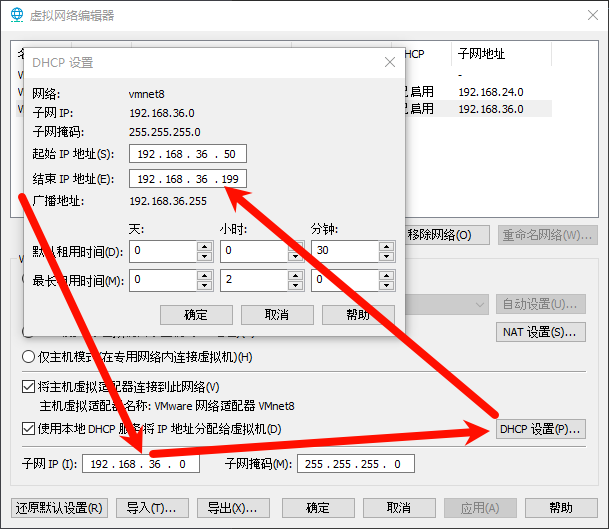 虚拟网络编辑器
DHCP 子网地址
-
启用 192.168.24.0
启用 192.168.36.0
DHCP 设置
网络: vmnet8
子网 IP: 192.168.36.0
子网掩码: 255.255.255.0
起始 IP 地址(S): 192 . 168 . 36 . 50
结束 IP 地址(E): 192 . 168 . 36 . 199
广播地址: 192.168.36.255
天: 小时: 分钟:
默认租用时间(D): 0 0 30
最长租用时间(M): 0 2 0
确定 取消 帮助
移除网络(O) 重命名网络(W)...
自动设置(U)...
NAT 设置(S)...
仅主机模式(在专用网络内连接虚拟机)(H)
将主机虚拟适配器连接到此网络(V)
主机虚拟适配器名称: VMware 网络适配器 VMnet8
使用本地 DHCP 服务将 IP 地址分配给虚拟机(D) DHCP 设置(P)...
子网 IP (I): 192 . 168 . 36 . 0 子网掩码(M): 255 . 255 . 255 . 0
还原默认设置(R) 导入(T)... 导出(X)... 确定 取消 应用(A) 帮助